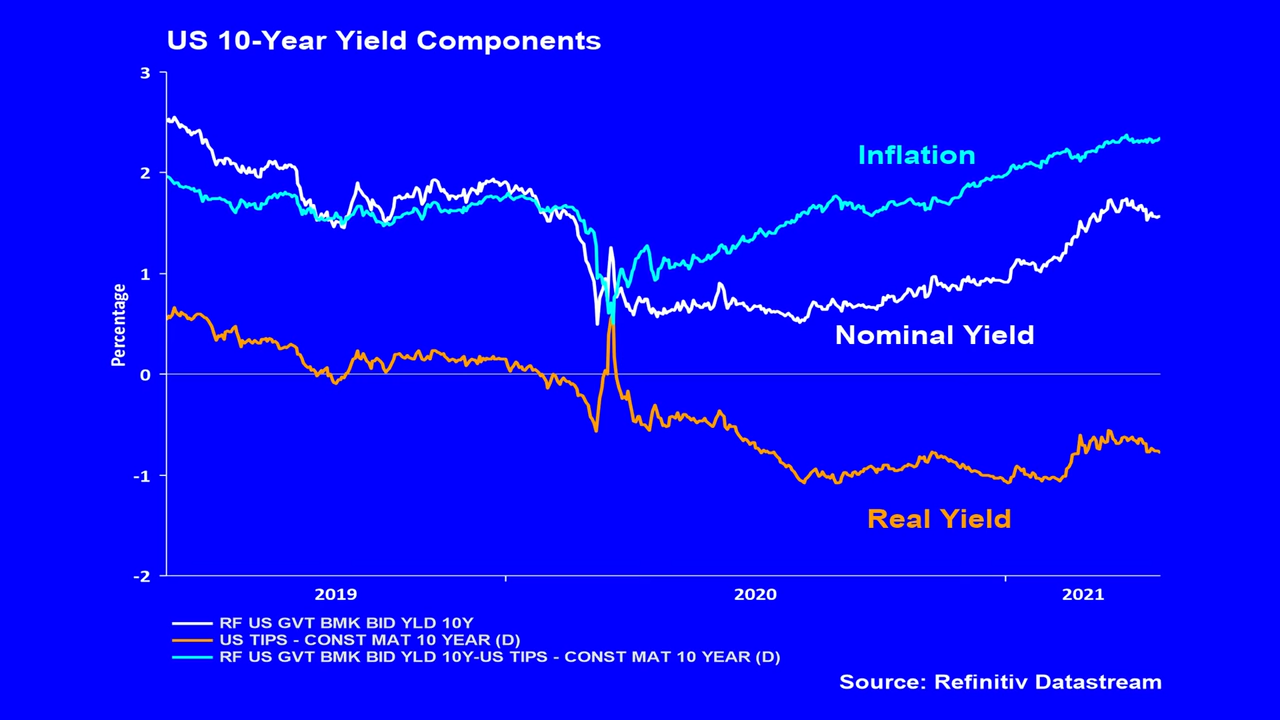 US 10-Year Yield Components
3
2
1
0
-1
-2
Percentage
Inflation
Nominal Yield
Real Yield
2019
2020
2021
RF US GVT BMK BID YLD 10Y
US TIPS - CONST MAT 10 YEAR (D)
RF US GVT BMK BID YLD 10Y-US TIPS - CONST MAT 10 YEAR (D)
Source: Refinitiv Datastream